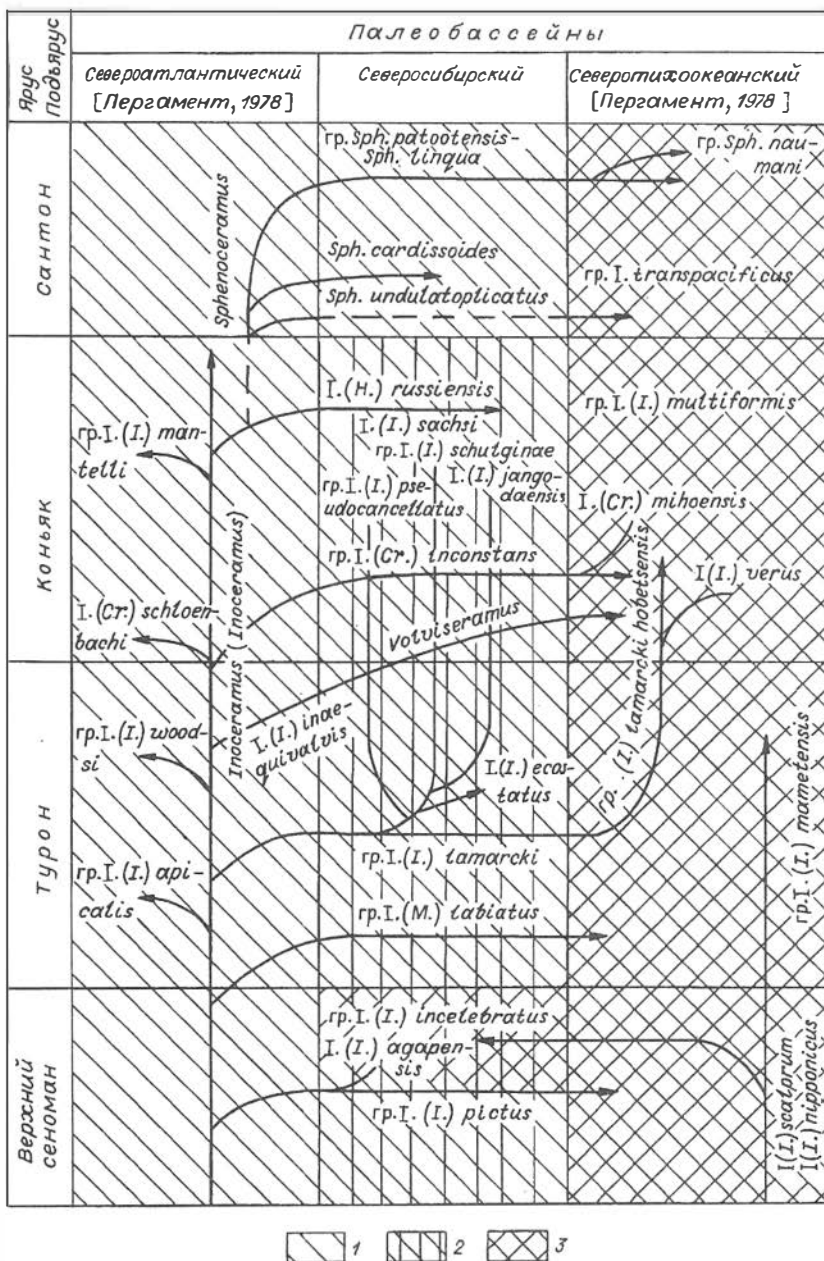 Ярус
Подъярус
Палеобассейны
Североатлантический
[Пергамент, 1978]
Северосибирский
Северотихоокеанский
[Пергамент, 1978]
Сантон
Sphenoceramus
гр. Sph. patootensis-
Sph. lingua
гр. Sph. nau-
mani
Sph. cardissoides
Sph. undulatoplicatus
гр. I. transpacificus
Коньяк
гр. I. (I.) man-
telli
I. (H.) russiensis
I. (I.) sachsi
гр. I. (I.) schulginae
гр. I. (I.) pse-
udocancellatus
I. (I.) jango-
daensis
гр. I. (I.) multiformis
I. (Cr.) mihoensis
гр. I. (Cr.) inconstans
I (I.) verus
I. (Cr.) schloen-
bachi
Volviseramus
Inoceramus (Inoceramus)
Турон
гр. I. (I.) wood-
si
I. (I.) inae-
quivalvis
I. (I.) ecos-
tatus
гр. . (I.) lamarcki hobetsensis
гр. I. (I.) mametensis
гр. I. (I.) lamarcki
гр. I. (I.) api-
calis
гр. I. (M.) labiatus
Верхний
сеноман
гр. I. (I.) incelebratus
I. (I.) agapen-
sis
гр. I. (I.) pictus
I (I.) scalprum
I (I.) nipponicus
1 2 3